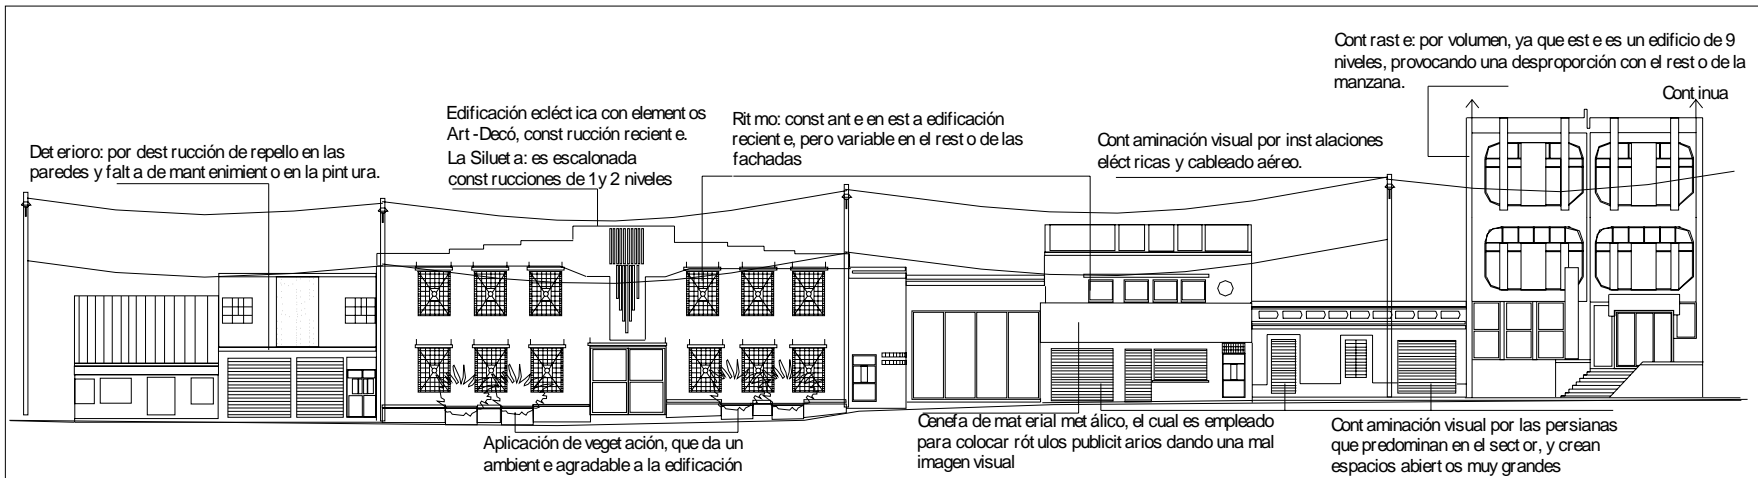 Deterioro: por destrucción de repello en las
paredes y falta de mantenimiento en la pintura.
Edificación ecléctica con elementos
Art-Decó, construcción reciente.
La Silueta: es escalonada
construcciones de 1 y 2 niveles
Ritmo: constante en esta edificación
reciente, pero variable en el resto de las
fachadas
Contaminación visual por instalaciones
eléctricas y cableado aéreo.
Contraste: por volumen, ya que este es un edificio de 9
niveles, provocando una desproporción con el resto de la
manzana.
Continua
Aplicación de vegetación, que da un
ambiente agradable a la edificación
Cenefa de material metálico, el cual es empleado
para colocar rótulos publicitarios dando una mal
imagen visual
Contaminación visual por las persianas
que predominan en el sector, y crean
espacios abiertos muy grandes